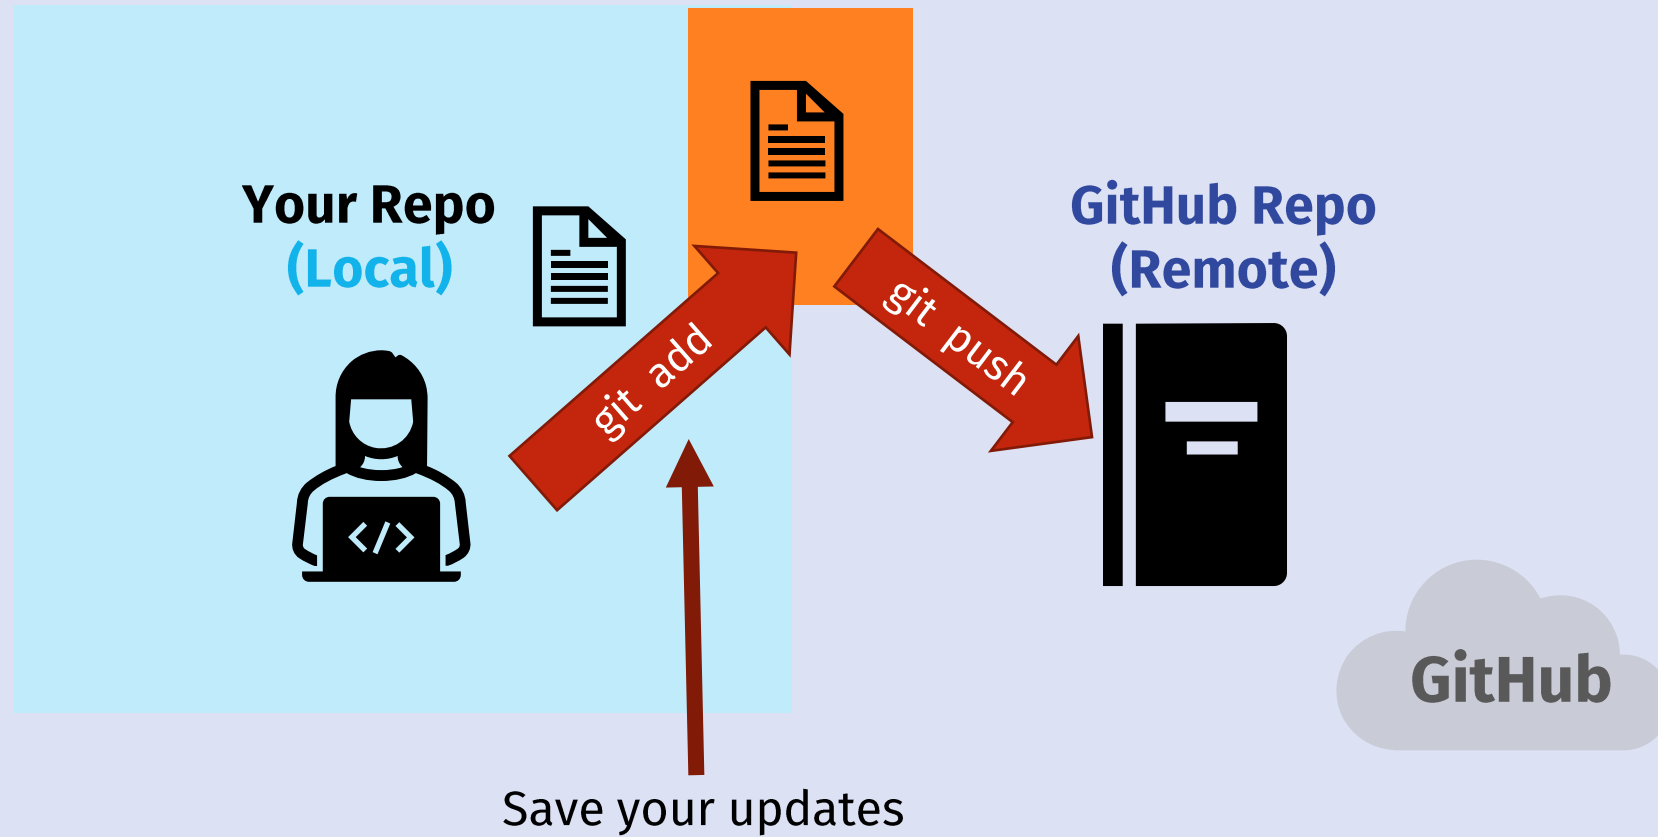 Your Repo
(Local)
git add
git push
GitHub Repo
(Remote)
</>
GitHub
Save your updates